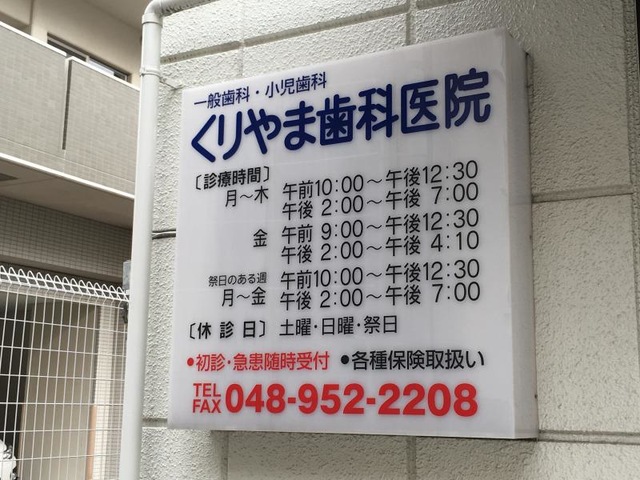 一般歯科・小児歯科
くりやま歯科医院
〔診療時間〕
月～木 午前10:00～午後12:30
午後 2:00～午後 7:00
金 午前 9:00～午後12:30
午後 2:00～午後 4:10
祭日のある週 午前10:00～午後12:30
月～金 午後 2:00～午後 7:00
〔休 診 日〕 土曜・日曜・祭日
●初診・急患随時受付 ●各種保険取扱い
TEL
FAX 048-952-2208